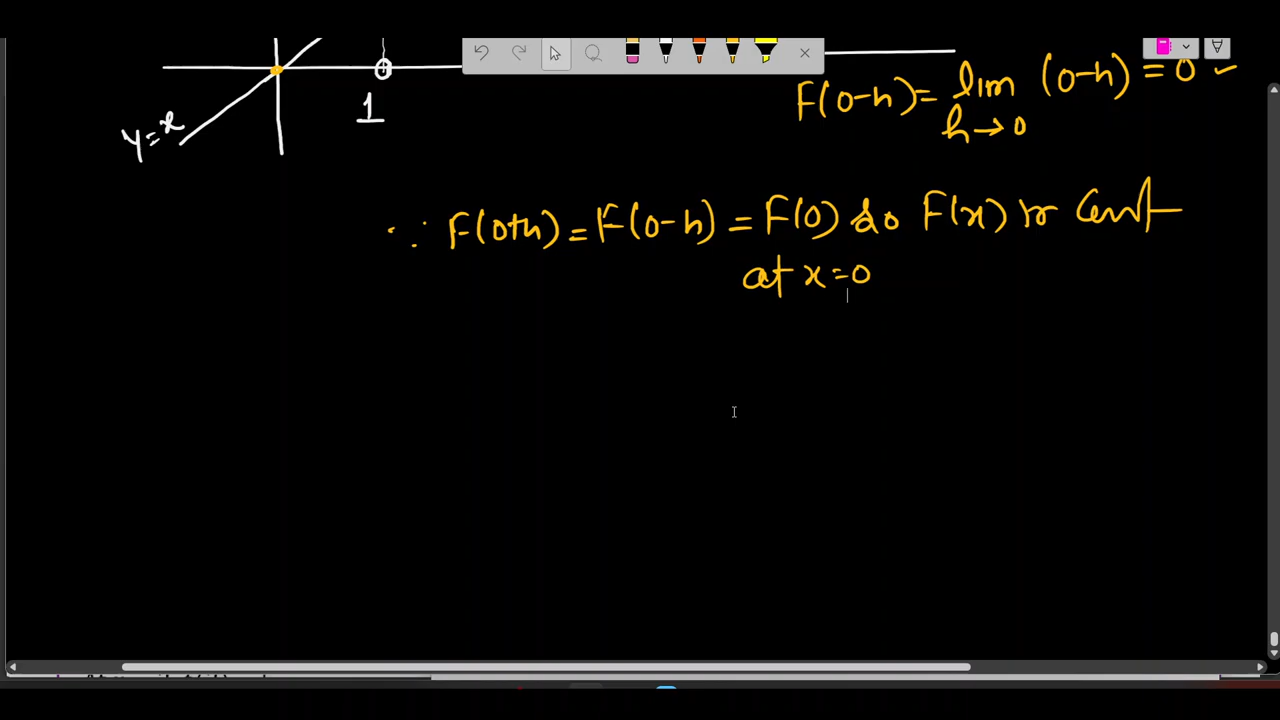 F(0-h)= lim (0-h) = 0 ✓
h→0
1
y=x
∵ F(0+h) = F(0-h) = F(0) so F(x) is Cont
at x=0